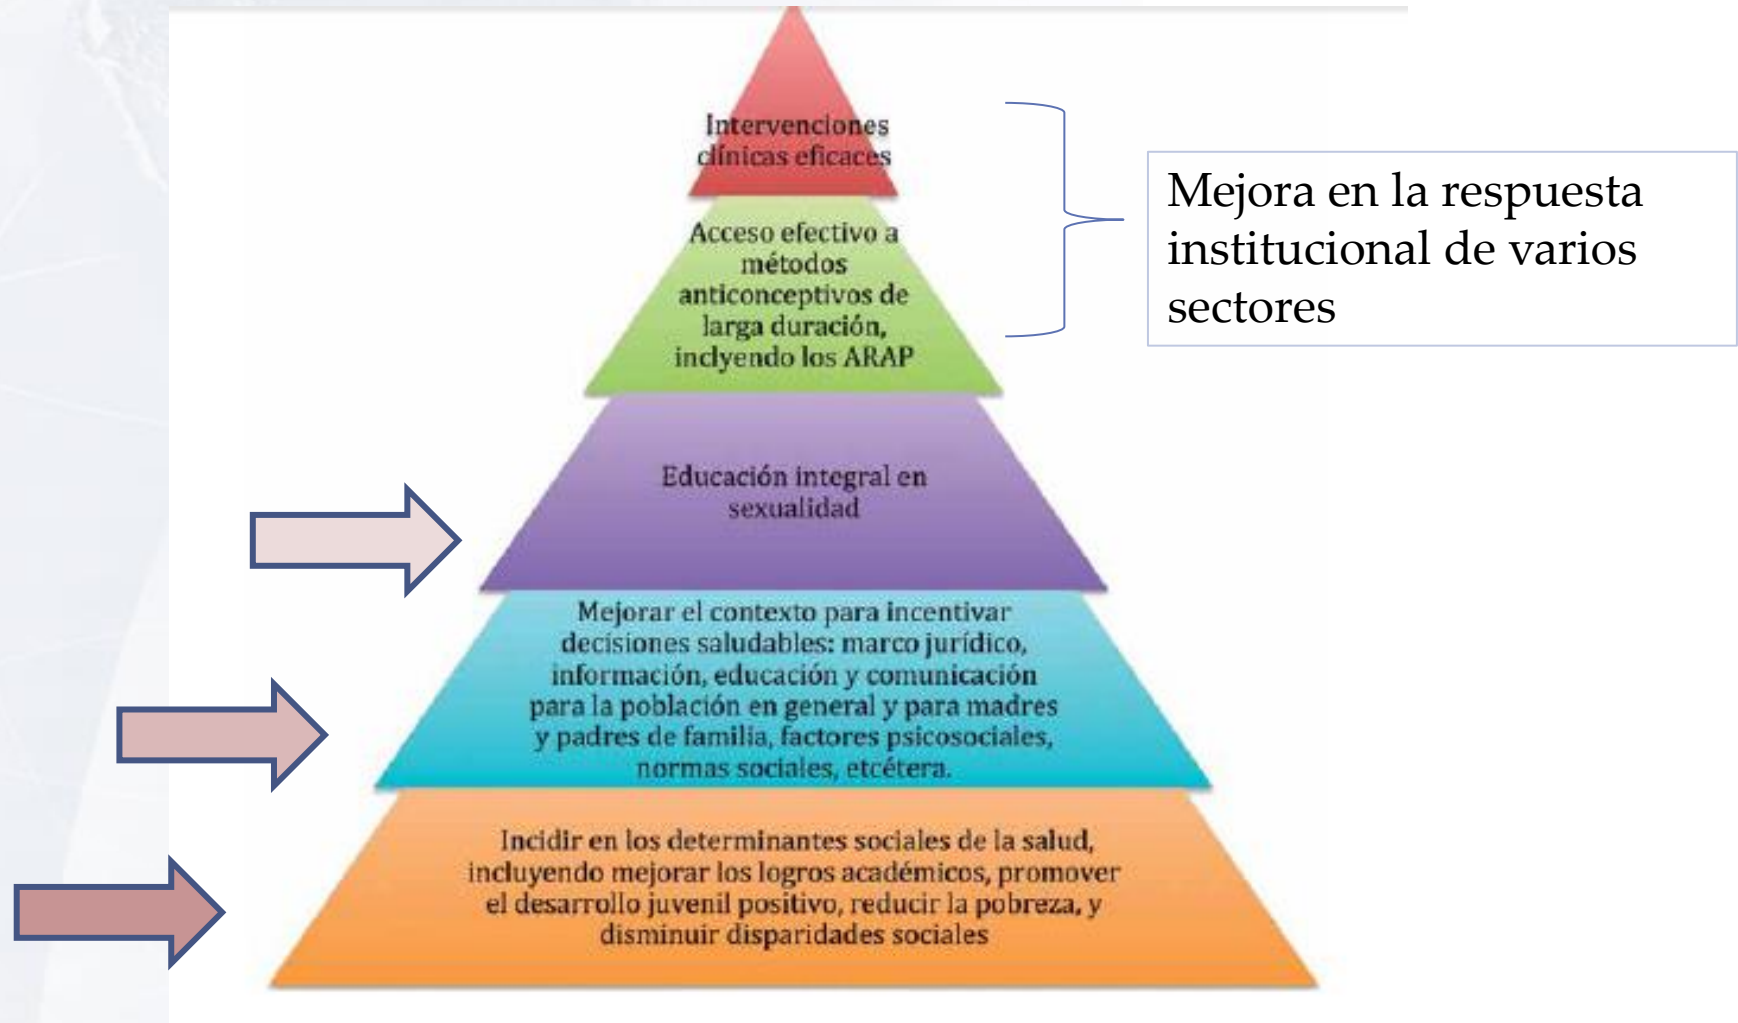 Intervenciones
clínicas eficaces
Acceso efectivo a
métodos
anticonceptivos de
larga duración,
inclyendo los ARAP
Mejora en la respuesta
institucional de varios
sectores
Educación integral en
sexualidad
Mejorar el contexto para incentivar
decisiones saludables: marco jurídico,
información, educación y comunicación
para la población en general y para madres
y padres de familia, factores psicosociales,
normas sociales, etcétera.
Incidir en los determinantes sociales de la salud,
incluyendo mejorar los logros académicos, promover
el desarrollo juvenil positivo, reducir la pobreza, y
disminuir disparidades sociales